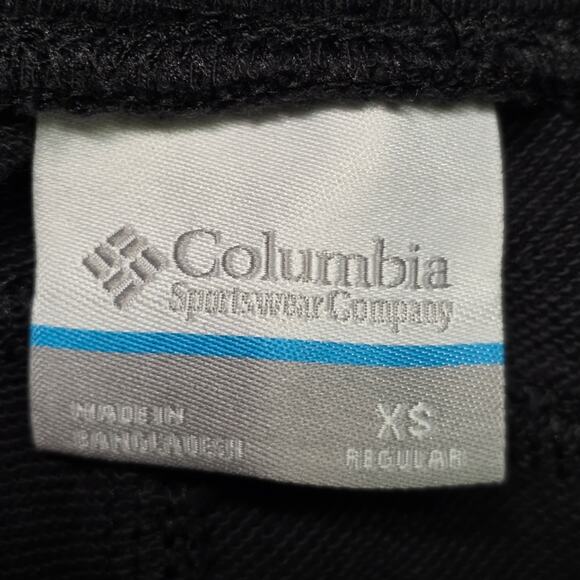 Columbia
Sportswear Company
MADE IN
BANGLADESH
XS
REGULAR